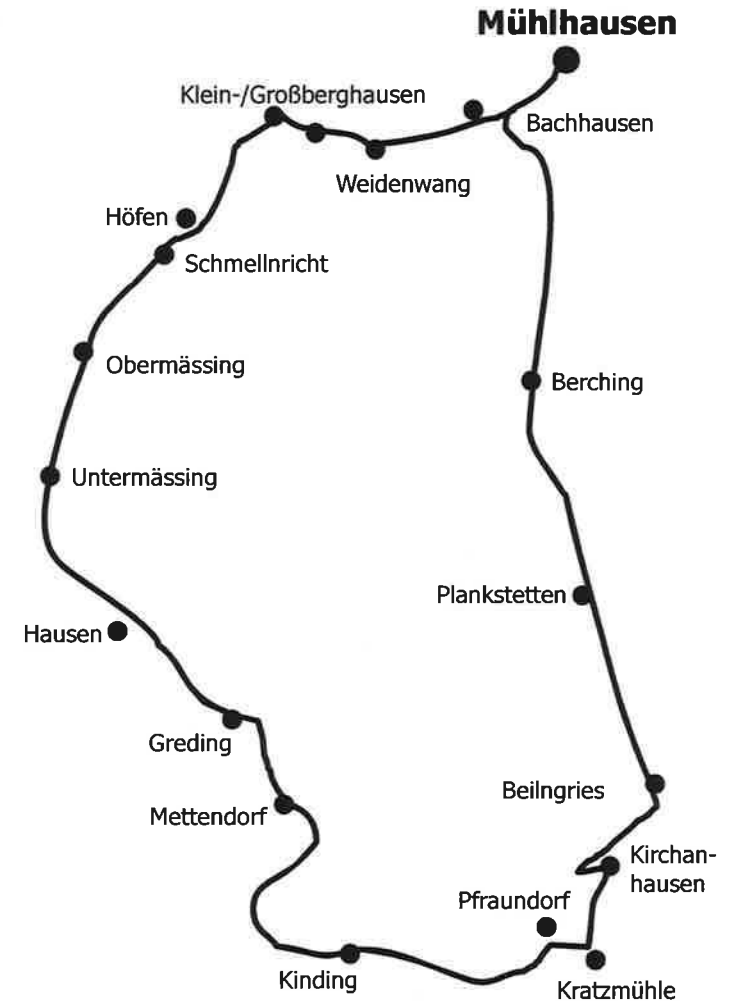 Mühlhausen
Klein-/Großberghausen
Bachhausen
Weidenwang
Höfen
Schmellnricht
Obermässing
Berching
Untermässing
Plankstetten
Hausen
Greding
Beilngries
Mettendorf
Kirchan-
hausen
Pfraundorf
Kinding
Kratzmühle